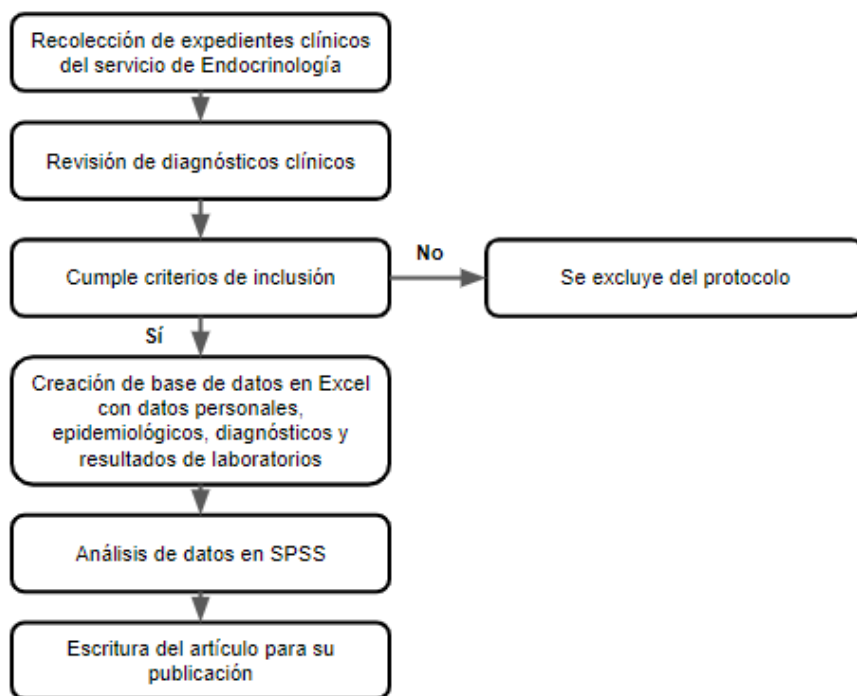 Recolección de expedientes clínicos
del servicio de Endocrinología
Revisión de diagnósticos clínicos
Cumple criterios de inclusión
No
Se excluye del protocolo
Sí
Creación de base de datos en Excel
con datos personales,
epidemiológicos, diagnósticos y
resultados de laboratorios
Análisis de datos en SPSS
Escritura del artículo para su
publicación